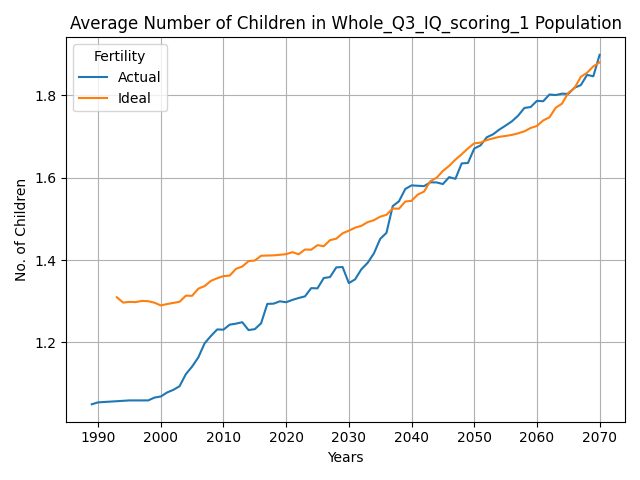 Average Number of Children in Whole_Q3_IQ_scoring_1 Population
Fertility
Actual
Ideal
No. of Children
1.8
1.6
1.4
1.2
1990 2000 2010 2020 2030 2040 2050 2060 2070
Years